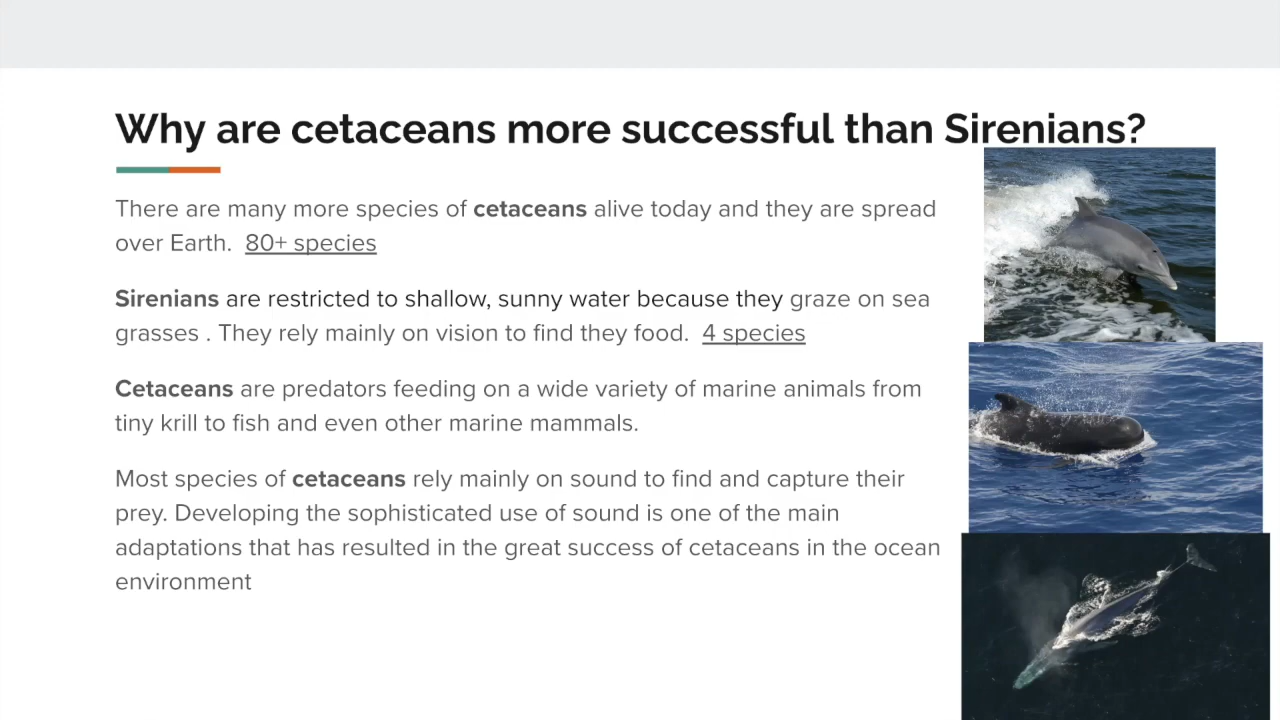 Why are cetaceans more successful than Sirenians?
There are many more species of cetaceans alive today and they are spread
over Earth. 80+ species
Sirenians are restricted to shallow, sunny water because they graze on sea
grasses . They rely mainly on vision to find they food. 4 species
Cetaceans are predators feeding on a wide variety of marine animals from
tiny krill to fish and even other marine mammals.
Most species of cetaceans rely mainly on sound to find and capture their
prey. Developing the sophisticated use of sound is one of the main
adaptations that has resulted in the great success of cetaceans in the ocean
environment